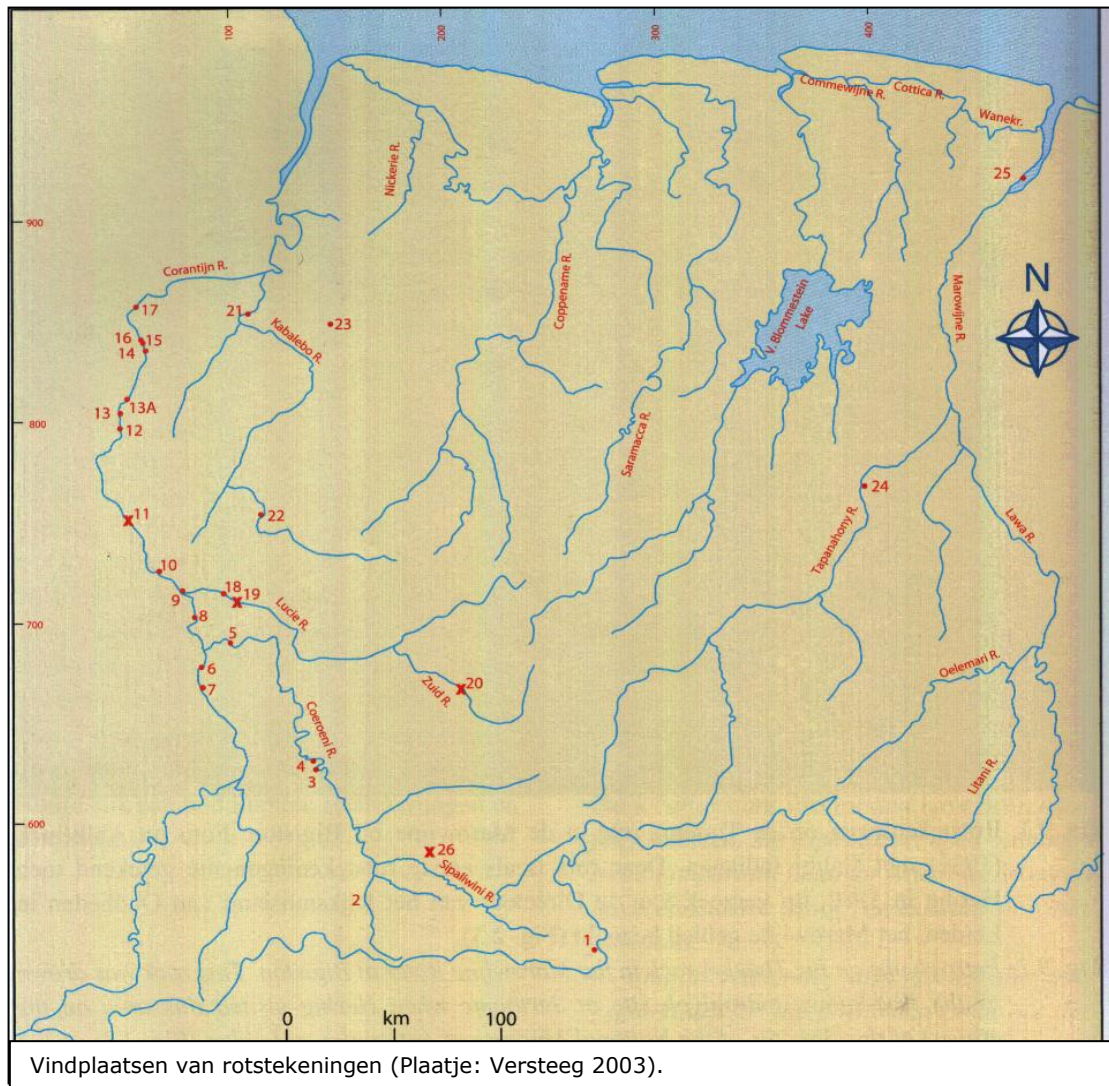 100
200
300
400
Commewijne R.
Cottica R.
Wanekr.
Nickerie R.
25
900
Corantijn R.
Coppename R.
N
17
21
Kabalebo R.
23
V. Blommestein
Lake
Marowijne R.
16
15
14
13A
13
12
800
Saramacca R.
11
22
24
Tapanahony R.
Lawa R.
10
9
18
19
Lucie R.
8
700
5
6
7
Zuid R.
20
Oelemari R.
Coeroeni R.
4
3
Litani R.
600
26
Sipaliwini R.
2
1
0
km
100
Vindplaatsen van rotstekeningen (Plaatje: Versteeg 2003).